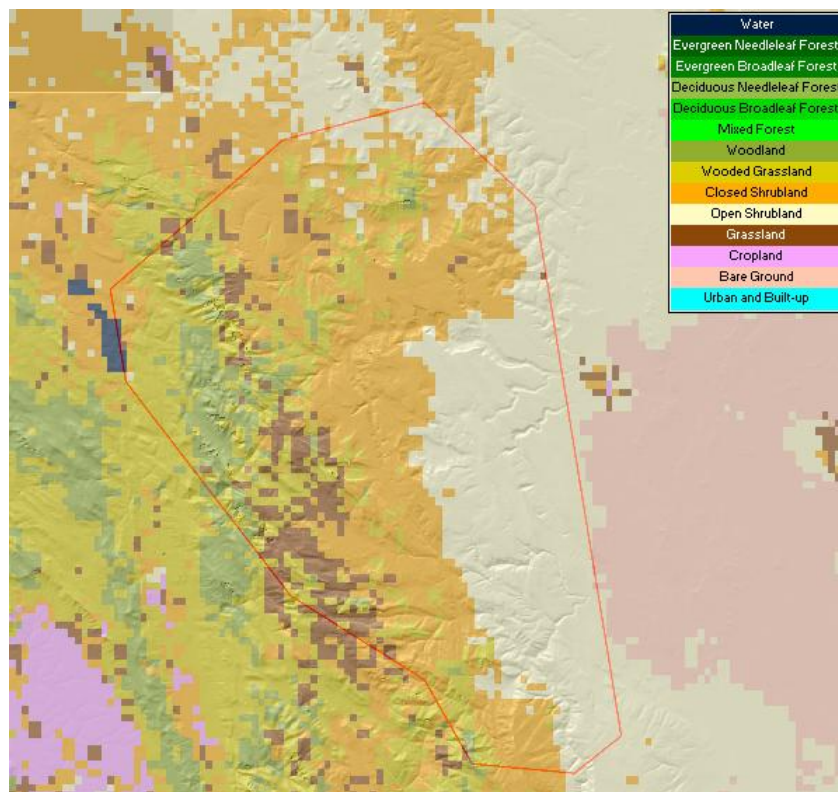 Water
Evergreen Needleleaf Forest
Evergreen Broadleaf Forest
Deciduous Needleleaf Forest
Deciduous Broadleaf Forest
Mixed Forest
Woodland
Wooded Grassland
Closed Shrubland
Open Shrubland
Grassland
Cropland
Bare Ground
Urban and Built-up